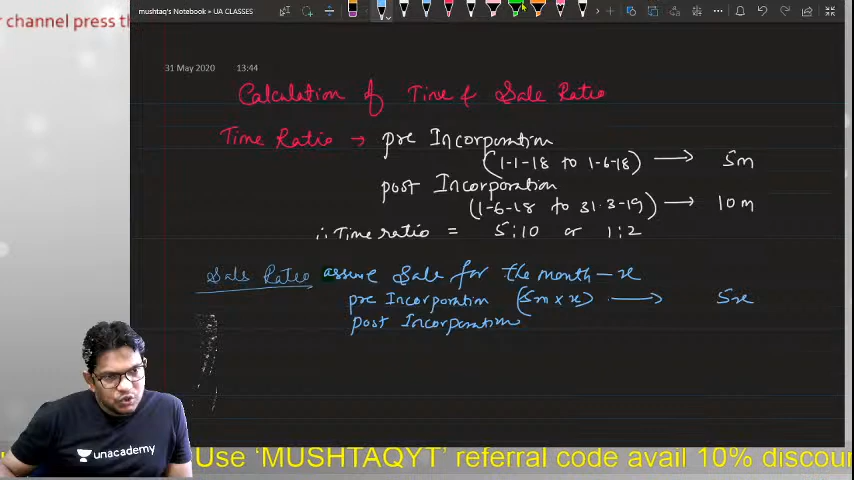 mushtaq's Notebook » UA CLASSES
r channel press th
31 May 2020 13:44
Calculation of Time & Sale Ratio
Time Ratio → pre Incorporation
(1-1-18 to 1-6-18) → 5m
post Incorporation
(1-6-18 to 31-3-19) → 10m
∴ Time ratio = 5:10 or 1:2
Sals Ratio assume Sale for the month - x
pre Incorporation (5m x x) → 5x
post Incorporation
unacademy
Use 'MUSHTAQYT' referral code avail 10% discou